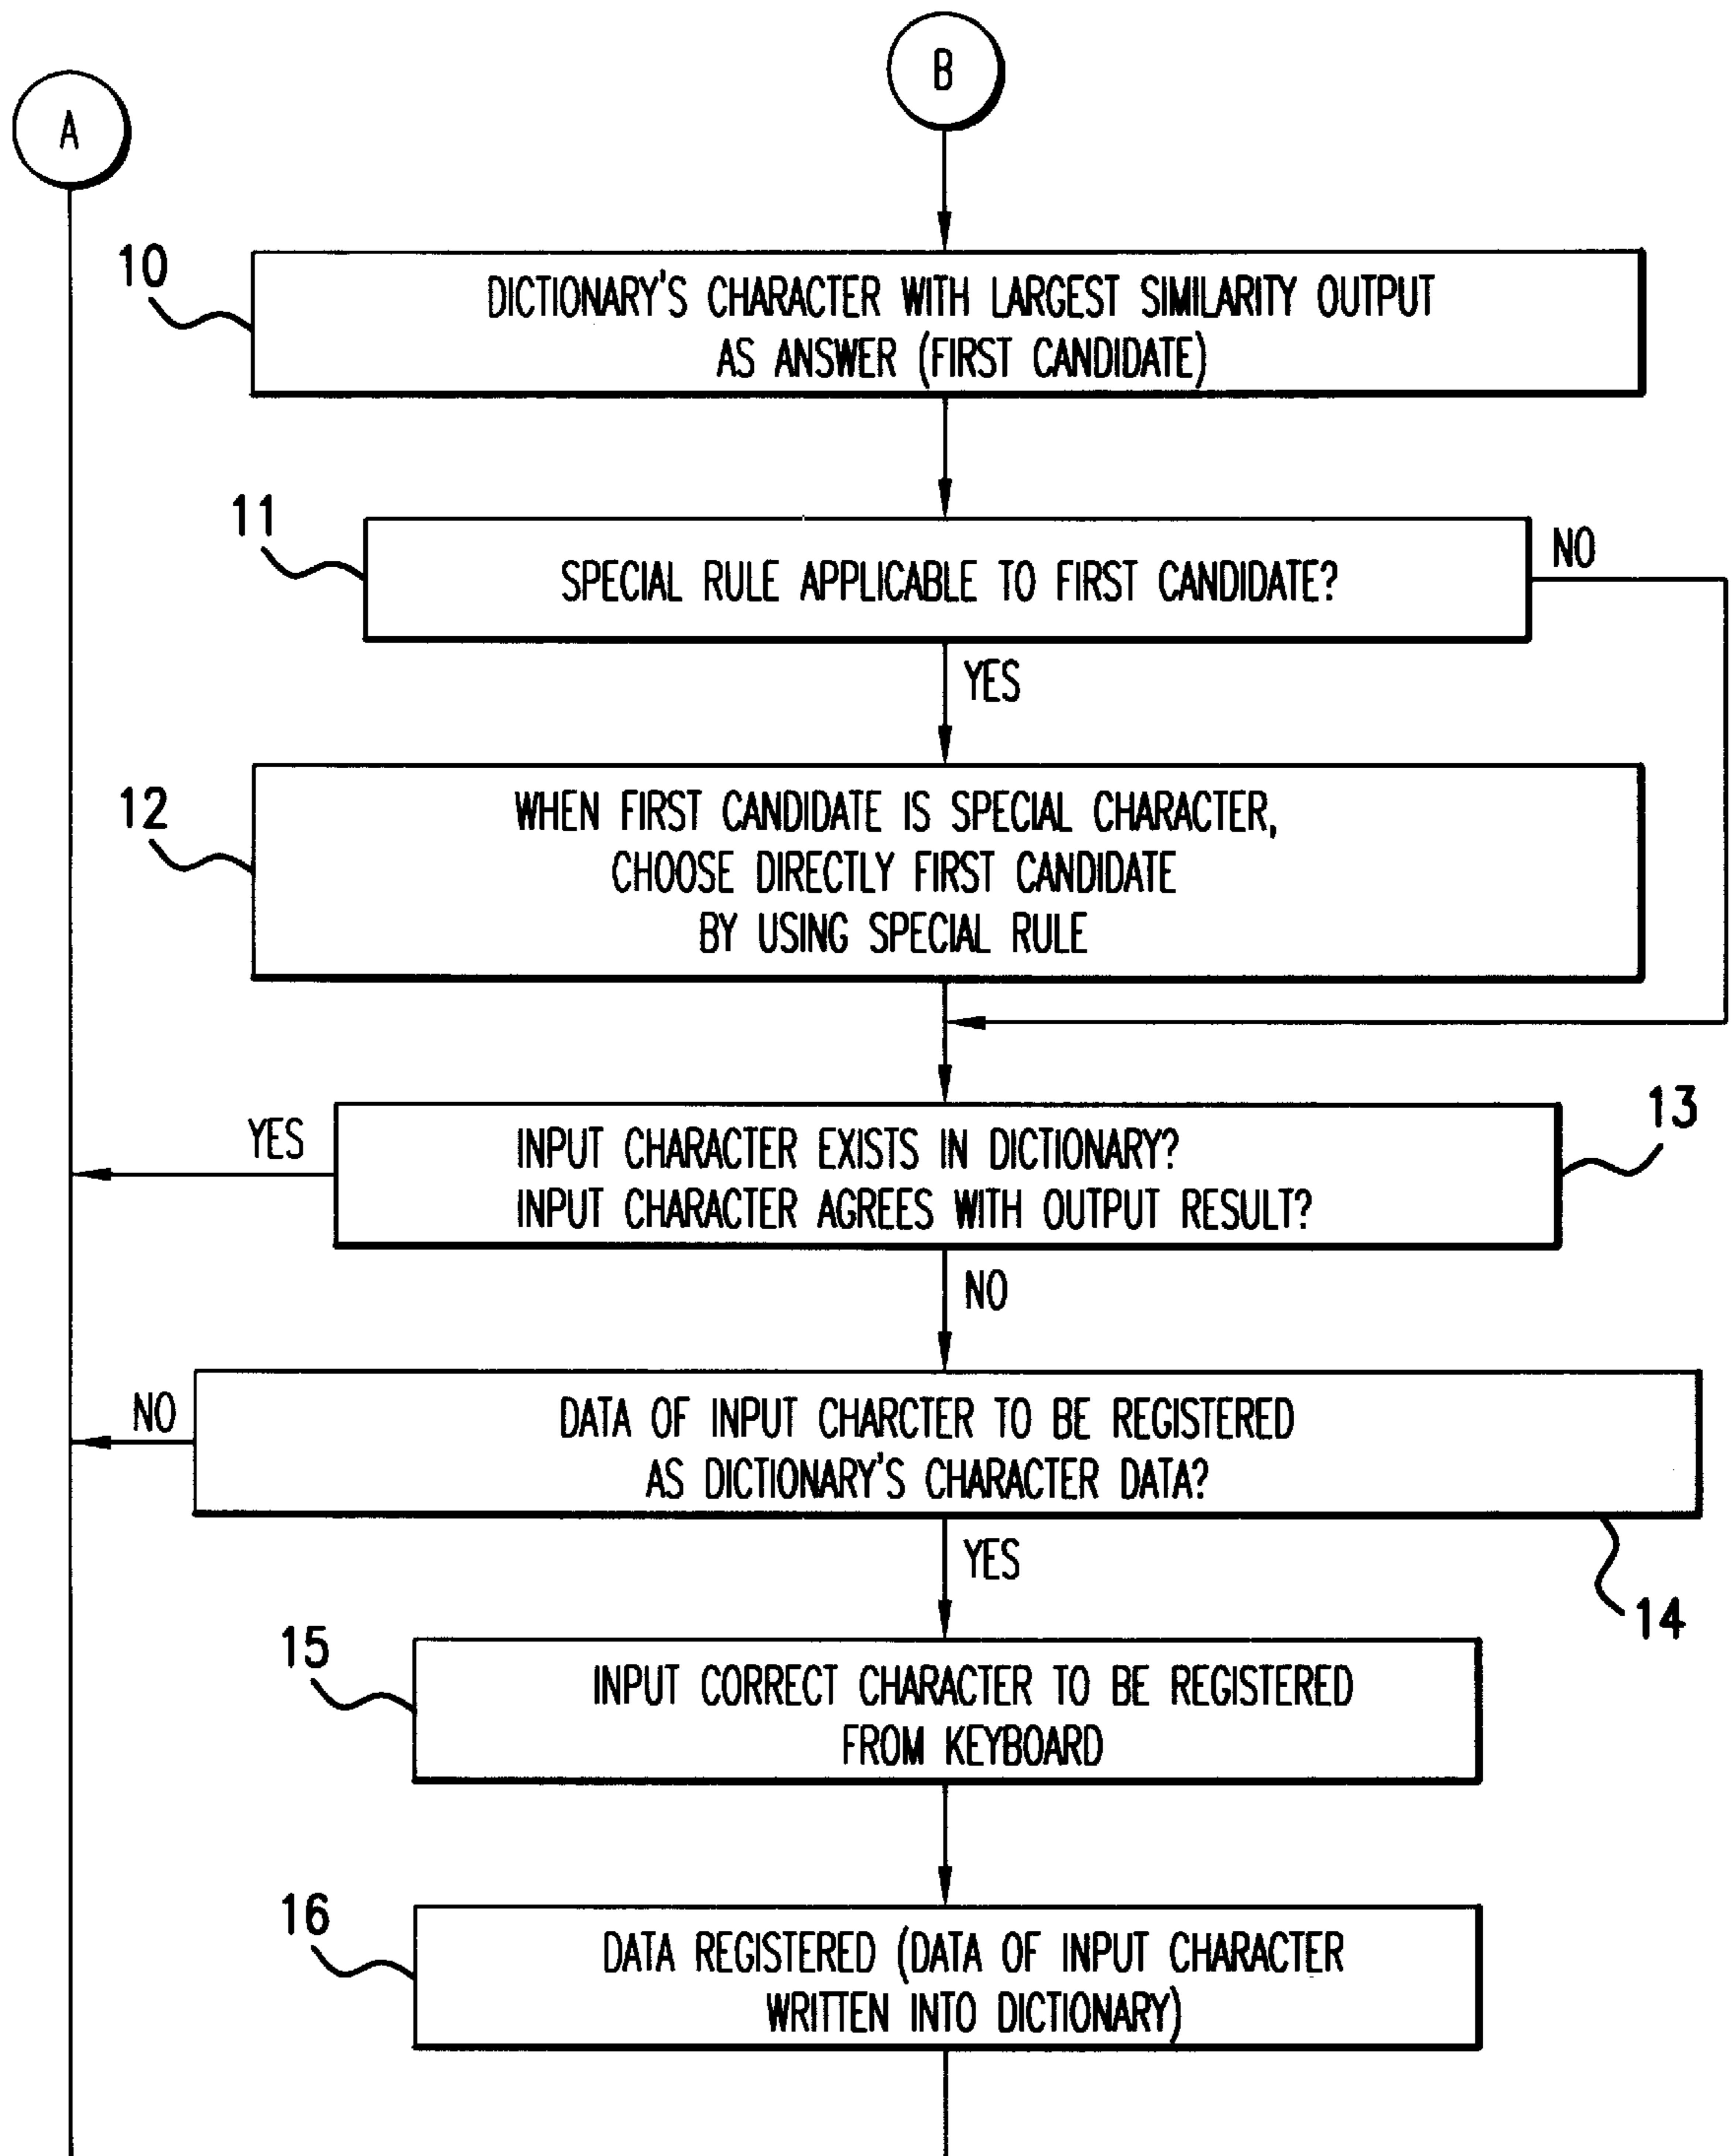 B
A
10
DICTIONARY'S CHARACTER WITH LARGEST SIMILARITY OUTPUT
AS ANSWER (FIRST CANDIDATE)
11
SPECIAL RULE APPLICABLE TO FIRST CANDIDATE?
NO
YES
12
WHEN FIRST CANDIDATE IS SPECIAL CHARACTER,
CHOOSE DIRECTLY FIRST CANDIDATE
BY USING SPECIAL RULE
13
YES
INPUT CHARACTER EXISTS IN DICTIONARY?
INPUT CHARACTER AGREES WITH OUTPUT RESULT?
NO
NO
DATA OF INPUT CHARCTER TO BE REGISTERED
AS DICTIONARY'S CHARACTER DATA?
YES
14
15
INPUT CORRECT CHARACTER TO BE REGISTERED
FROM KEYBOARD
16
DATA REGISTERED (DATA OF INPUT CHARACTER
WRITTEN INTO DICTIONARY)